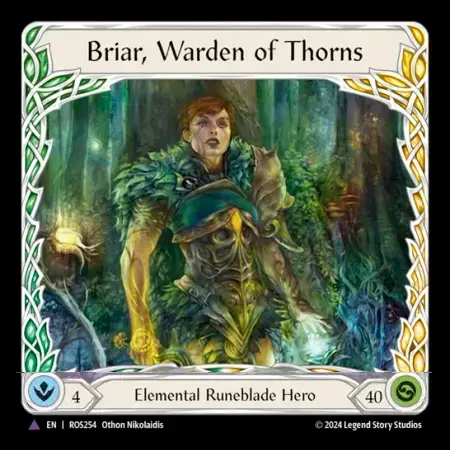 Briar, Warden of Thorns
4 Elemental Runeblade Hero 40
EN | ROS254 Othon Nikolaidis © 2024 Legend Story Studios